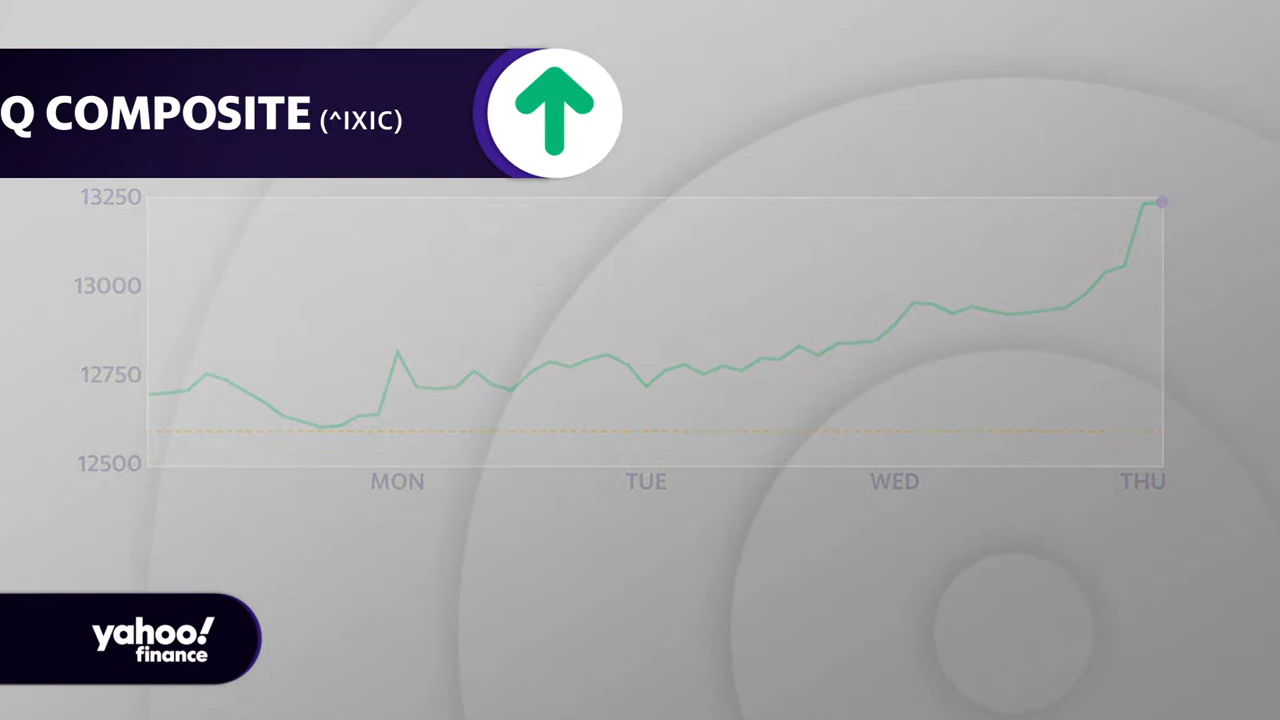 Q COMPOSITE (^IXIC)
13250
13000
12750
12500
MON TUE WED THU
yahoo!
finance